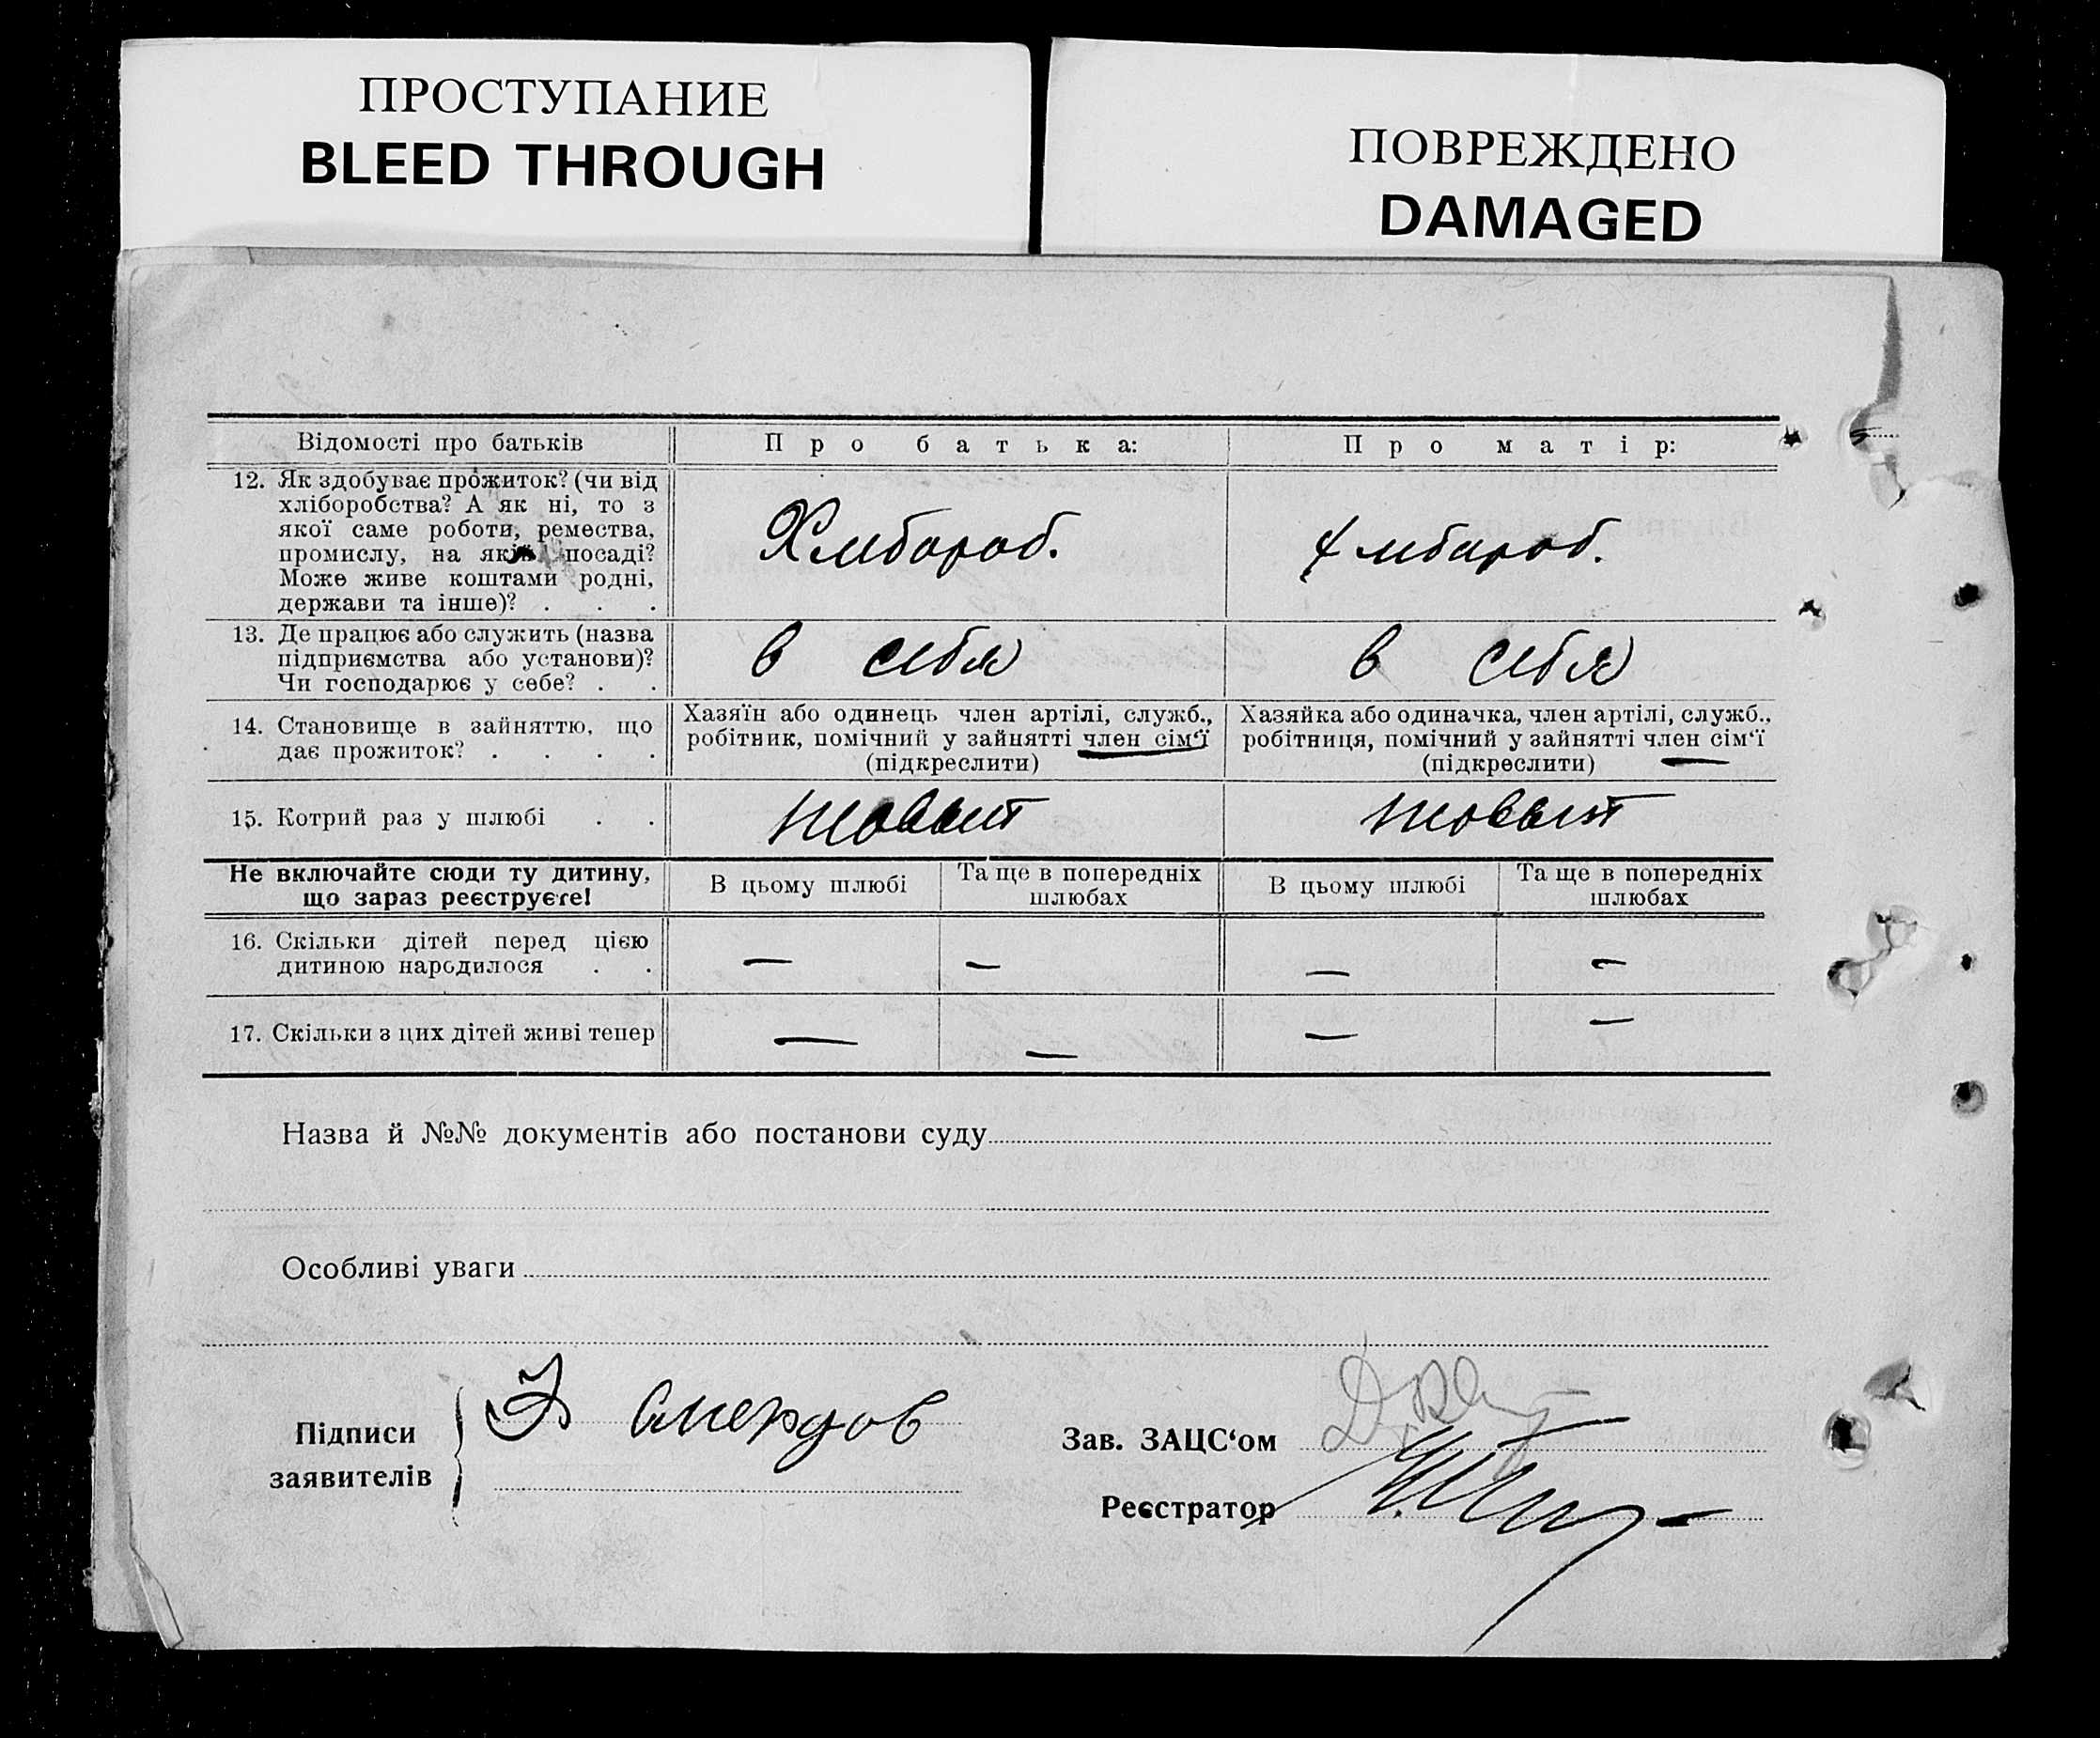 ПРОСТУПАНИЕ
BLEED THROUGH
ПОВРЕЖДЕНО
DAMAGED
Відомості про батьків
Про батька:
Про матір:
12. Як здобуває прожиток? (чи від
хліборобства? А як ні, то з
якої саме роботи, ремества,
промислу, на якій посаді?
Може живе коштами родні,
держави та інше)? . . .
Хлібороб.
Хлібороб.
13. Де працює або служить (назва
підприємства або установи)?
Чи господарює у себе? . .
в себя
в себя
14. Становище в зайняттю, що
дає прожиток? . . . .
Хазяїн або одинець член артілі, служб.,
робітник, помічний у зайнятті член сім‘ї
(підкреслити)
Хазяйка або одиначка, член артілі, служб.,
робітниця, помічний у зайнятті член сім‘ї
(підкреслити)
15. Котрий раз у шлюбі . .
Не включайте сюди ту дитину,
що зараз реєструєте!
В цьому шлюбі
Та ще в попередніх
шлюбах
В цьому шлюбі
Та ще в попередніх
шлюбах
16. Скільки дітей перед цією
дитиною народилося . .
— — — —
17. Скільки з цих дітей живі тепер
— — — —
Назва й №№ документів або постанови суду
Особливі уваги
Підписи
заявителів
Зав. ЗАЦС‘ом
Реєстратор